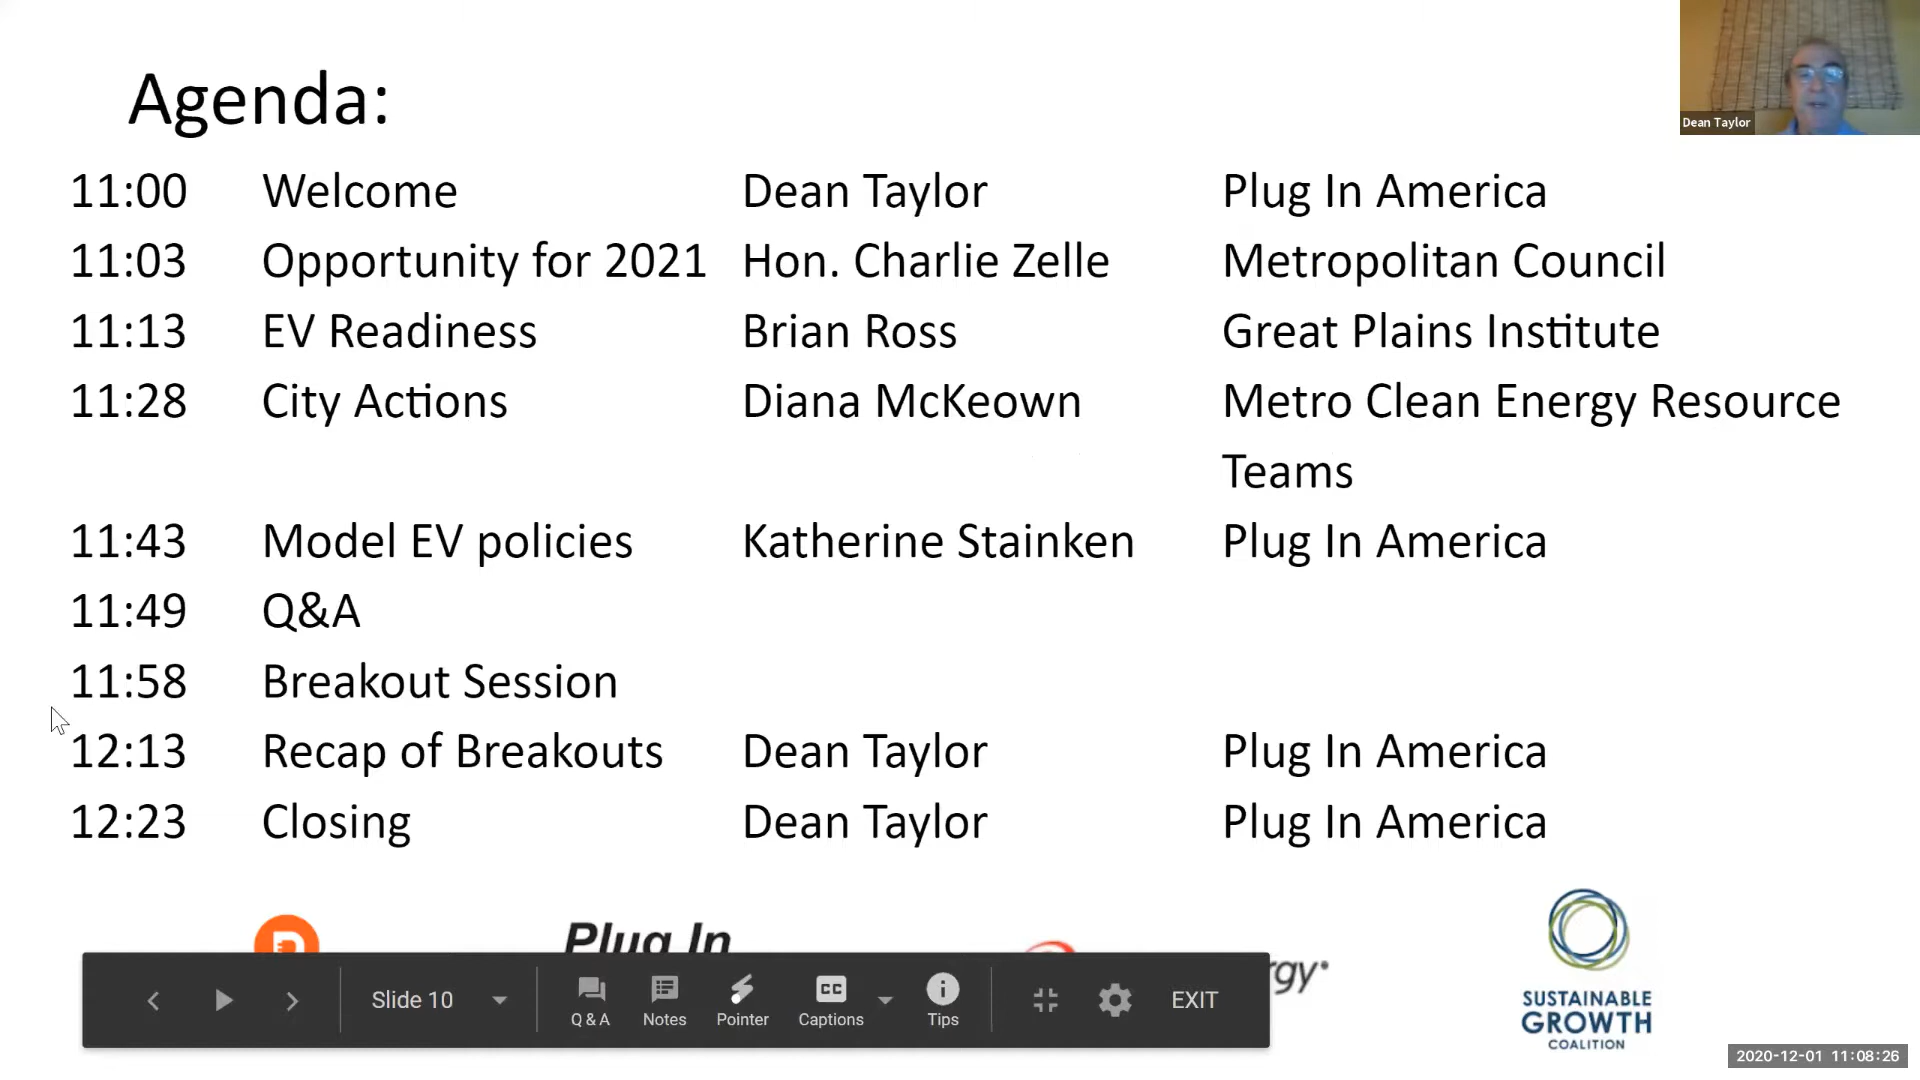 Agenda:
Dean Taylor
11:00 Welcome Dean Taylor Plug In America
11:03 Opportunity for 2021 Hon. Charlie Zelle Metropolitan Council
11:13 EV Readiness Brian Ross Great Plains Institute
11:28 City Actions Diana McKeown Metro Clean Energy Resource
Teams
11:43 Model EV policies Katherine Stainken Plug In America
11:49 Q&A
11:58 Breakout Session
12:13 Recap of Breakouts Dean Taylor Plug In America
12:23 Closing Dean Taylor Plug In America
Plug In
Slide 10
Q & A
Notes
Pointer
CC
Captions
Tips
EXIT
SUSTAINABLE
GROWTH
COALITION
2020-12-01 11:08:26